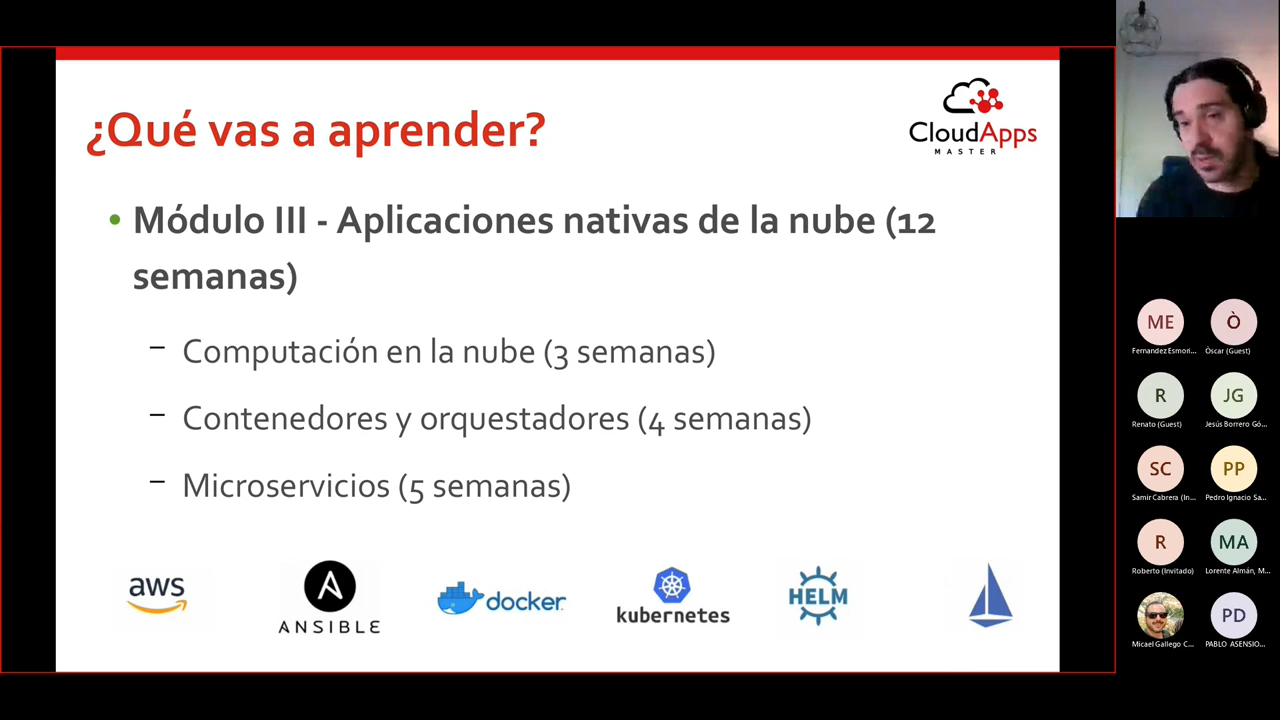 ¿Qué vas a aprender?
CloudApps
MASTER
• Módulo III - Aplicaciones nativas de la nube (12
semanas)
– Computación en la nube (3 semanas)
– Contenedores y orquestadores (4 semanas)
– Microservicios (5 semanas)
aws
ANSIBLE
docker
kubernetes
HELM
ME
Fernandez Esmori...
Ò
Òscar (Guest)
R
Renato (Guest)
JG
Jesús Borrero Gó...
SC
Samir Cabrera (In...
PP
Pedro Ignacio Sa...
R
Roberto (Invitado)
MA
Lorente Almán, M...
Micael Gallego C...
PD
PABLO ASENSIO...